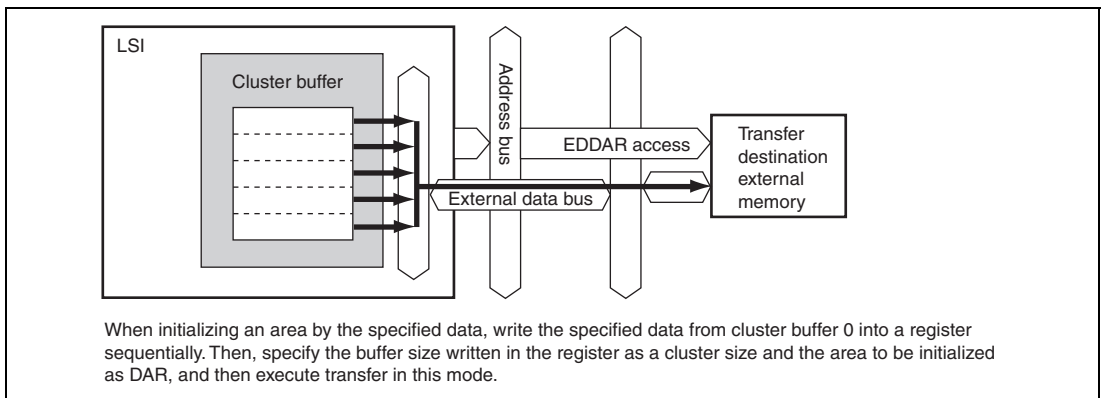 LSI
Cluster buffer
Address bus
EDDAR access
External data bus
Transfer
destination
external
memory
When initializing an area by the specified data, write the specified data from cluster buffer 0 into a register
sequentially. Then, specify the buffer size written in the register as a cluster size and the area to be initialized
as DAR, and then execute transfer in this mode.